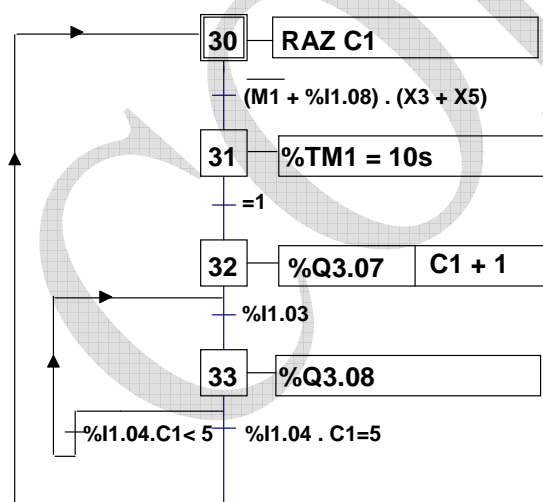 30 RAZ C1
(M1 + %I1.08) . (X3 + X5)
31 %TM1 = 10s
=1
32 %Q3.07 C1 + 1
%I1.03
33 %Q3.08
%I1.04.C1< 5 %I1.04 . C1=5